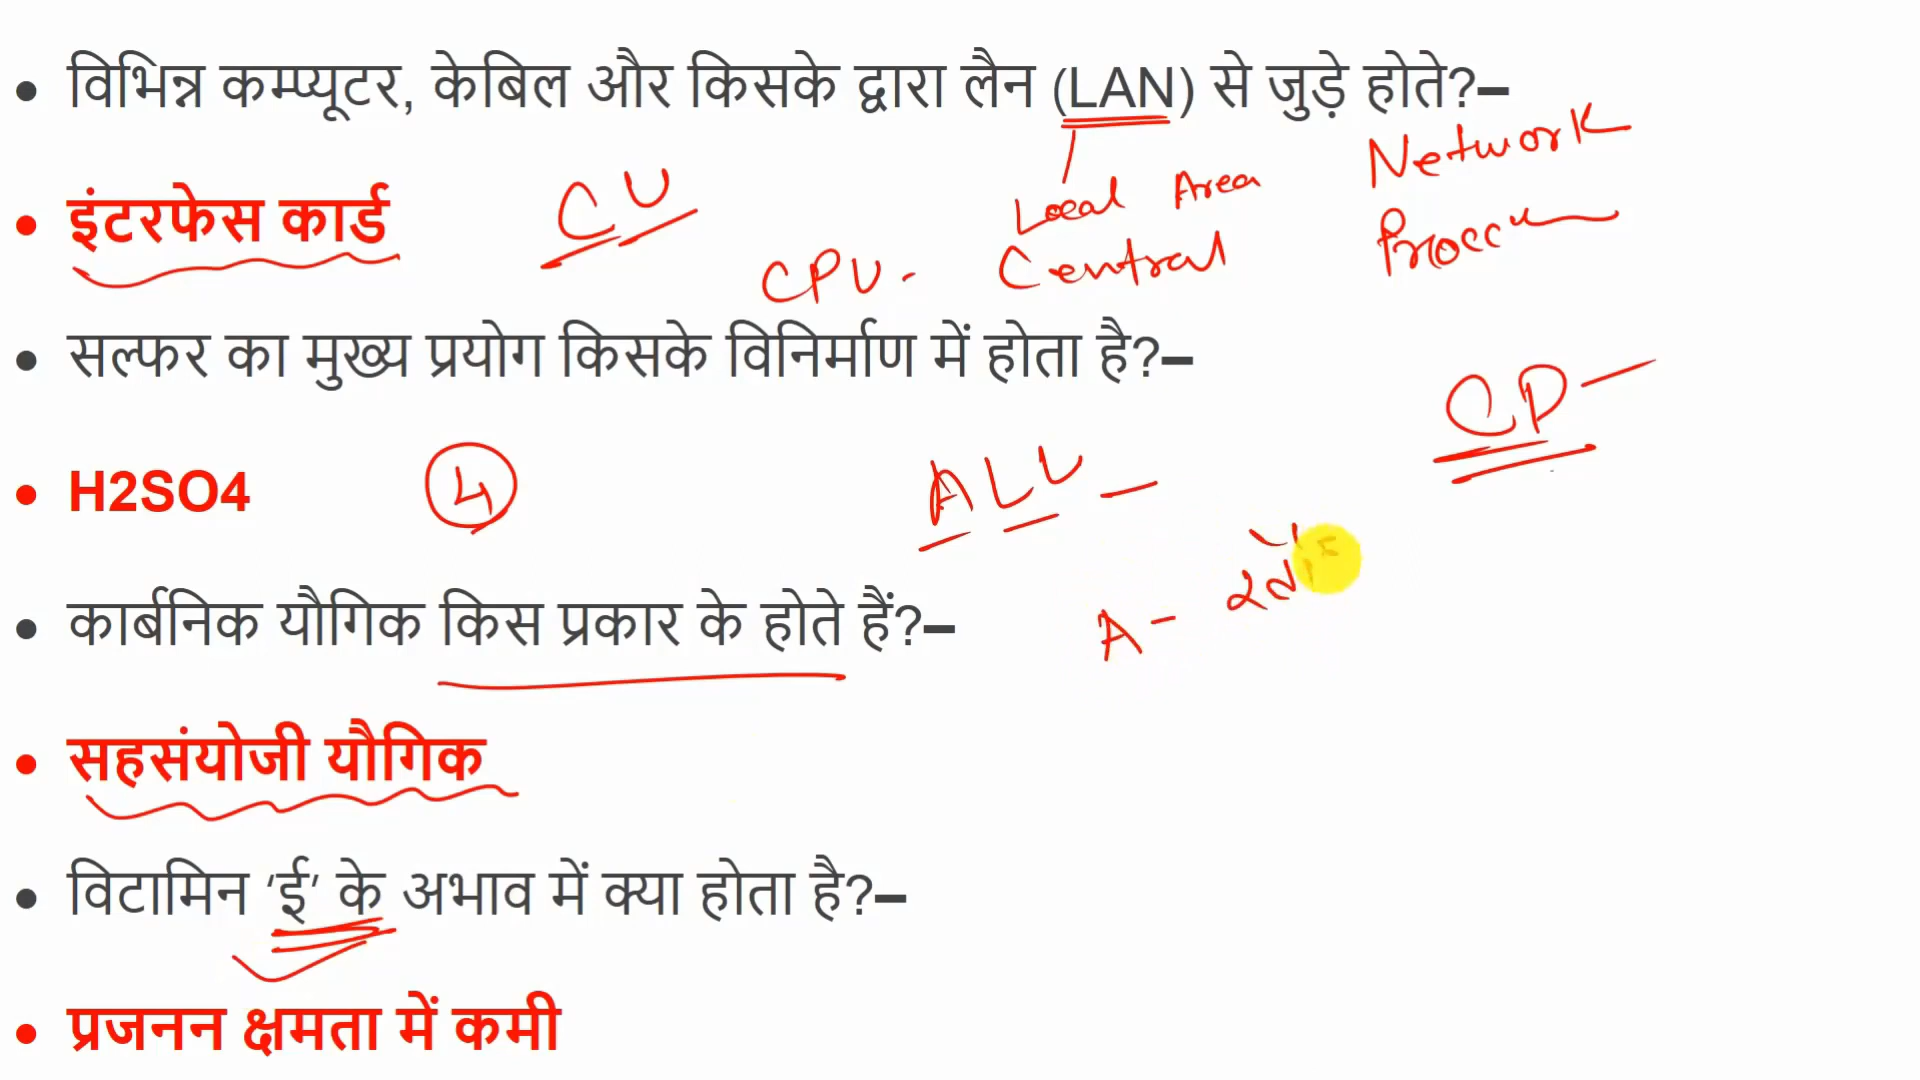 • विभिन्न कम्प्यूटर, केबिल और किसके द्वारा लैन (LAN) से जुड़े होते?–
Local Area Network
• इंटरफेस कार्ड
CU
CPU - Central
• सल्फर का मुख्य प्रयोग किसके विनिर्माण में होता है?–
CP –
• H2SO4
4
ALU –
• कार्बनिक यौगिक किस प्रकार के होते हैं?–
A –
• सहसंयोजी यौगिक
• विटामिन ‘ई’ के अभाव में क्या होता है?–
• प्रजनन क्षमता में कमी